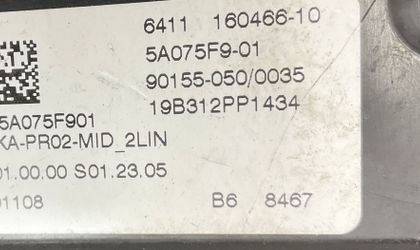 6411 160466-10
5A075F9-01
90155-050/0035
19B312PP1434
5A075F901
KA-PR02-MID_2LIN
01.00.00 S01.23.05
01108 B6 8467